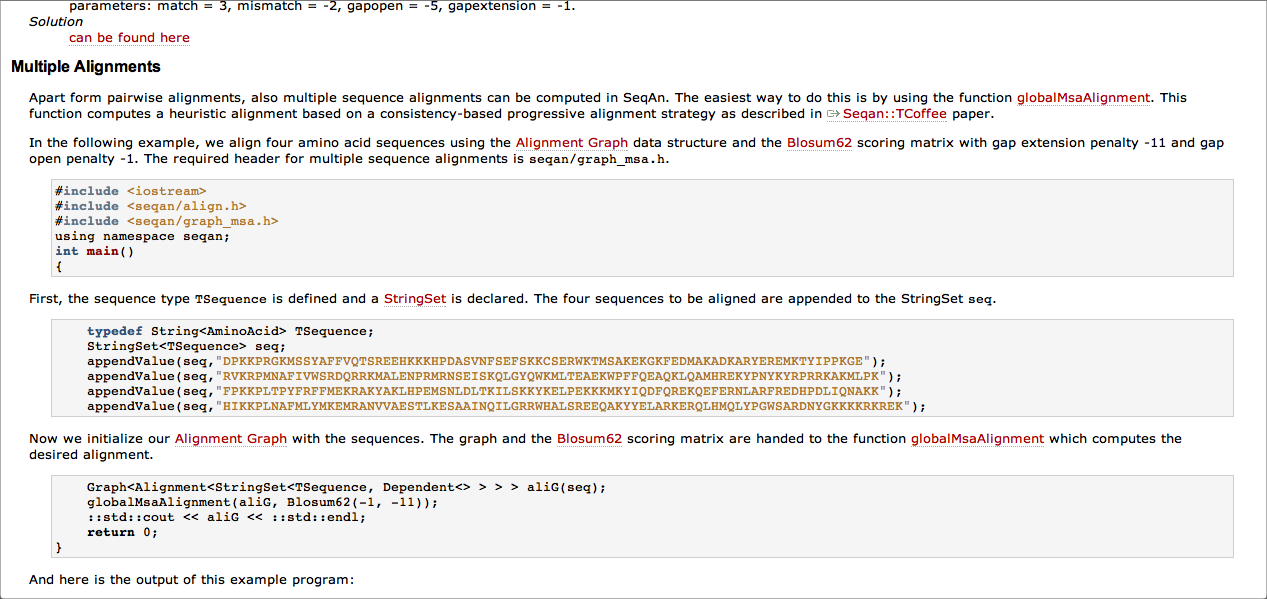 parameters: match = 3, mismatch = -2, gapopen = -5, gapextension = -1.
Solution
can be found here
Multiple Alignments
Apart form pairwise alignments, also multiple sequence alignments can be computed in SeqAn. The easiest way to do this is by using the function globalMsaAlignment. This
function computes a heuristic alignment based on a consistency-based progressive alignment strategy as described in Seqan::TCoffee paper.
In the following example, we align four amino acid sequences using the Alignment Graph data structure and the Blosum62 scoring matrix with gap extension penalty -11 and gap
open penalty -1. The required header for multiple sequence alignments is seqan/graph_msa.h.
#include <iostream>
#include <seqan/align.h>
#include <seqan/graph_msa.h>
using namespace seqan;
int main()
{
First, the sequence type TSequence is defined and a StringSet is declared. The four sequences to be aligned are appended to the StringSet seq.
typedef String<AminoAcid> TSequence;
StringSet<TSequence> seq;
appendValue(seq,"DPKKPRGKMSSYAFFVQTSREEHKKKHPDASVNFSEFSKKCSERWKTMSAKEKGKFEDMAKADKARYEREMKTYIPPKGE");
appendValue(seq,"RVKRPMNAFIVWSRDQRRKMALENPRMRNSEISKQLGYQWKMLTEAEKWPFFQEAQKLQAMHREKYPNYKYRPRRKAKMLPK");
appendValue(seq,"FPKKPLTPYFRFFMEKRAKYAKLHPEMSNLDLTKILSKKYKELPEKKKMKYIQDFQREKQEFERNLARFREDHPDLIQNAKK");
appendValue(seq,"HIKKPLNAFMLYMKEMRANVVAESTLKESAAINQILGRRWHALSREEQAKYYELARKERQLHMQLYPGWSARDNYGKKKKRKREK");
Now we initialize our Alignment Graph with the sequences. The graph and the Blosum62 scoring matrix are handed to the function globalMsaAlignment which computes the
desired alignment.
Graph<Alignment<StringSet<TSequence, Dependent<> > > > aliG(seq);
globalMsaAlignment(aliG, Blosum62(-1, -11));
::std::cout << aliG << ::std::endl;
return 0;
}
And here is the output of this example program: